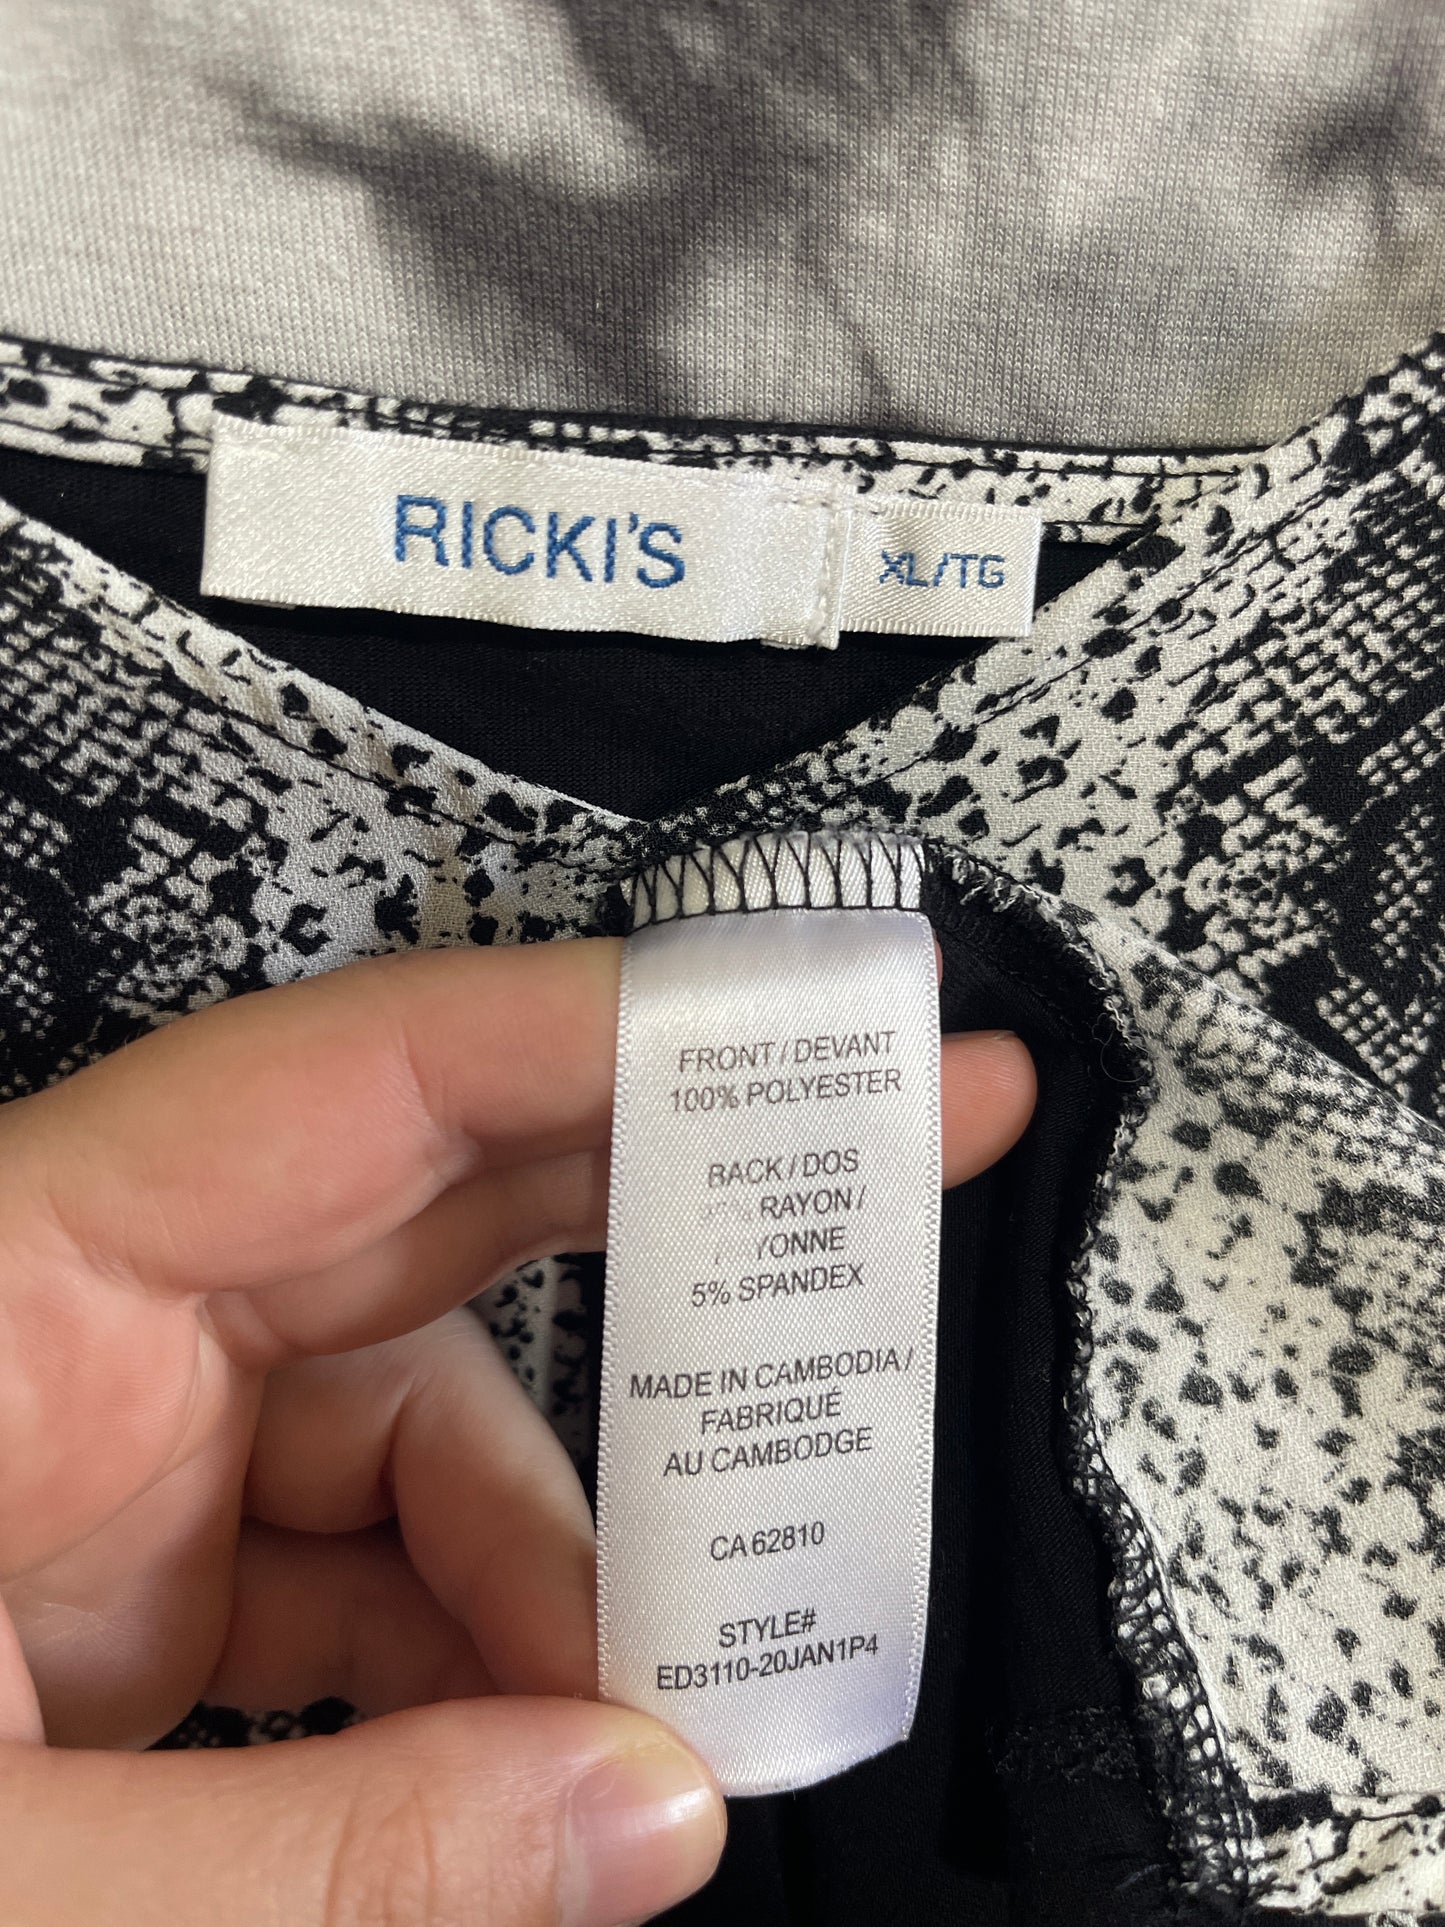 RICKI'S
XL/TG
FRONT / DEVANT
100% POLYESTER
BACK / DOS
RAYON /
5% SPANDEX
MADE IN CAMBODIA /
FABRIQUÉ
AU CAMBODGE
CA 62810
STYLE#
ED3110-20JAN1P4